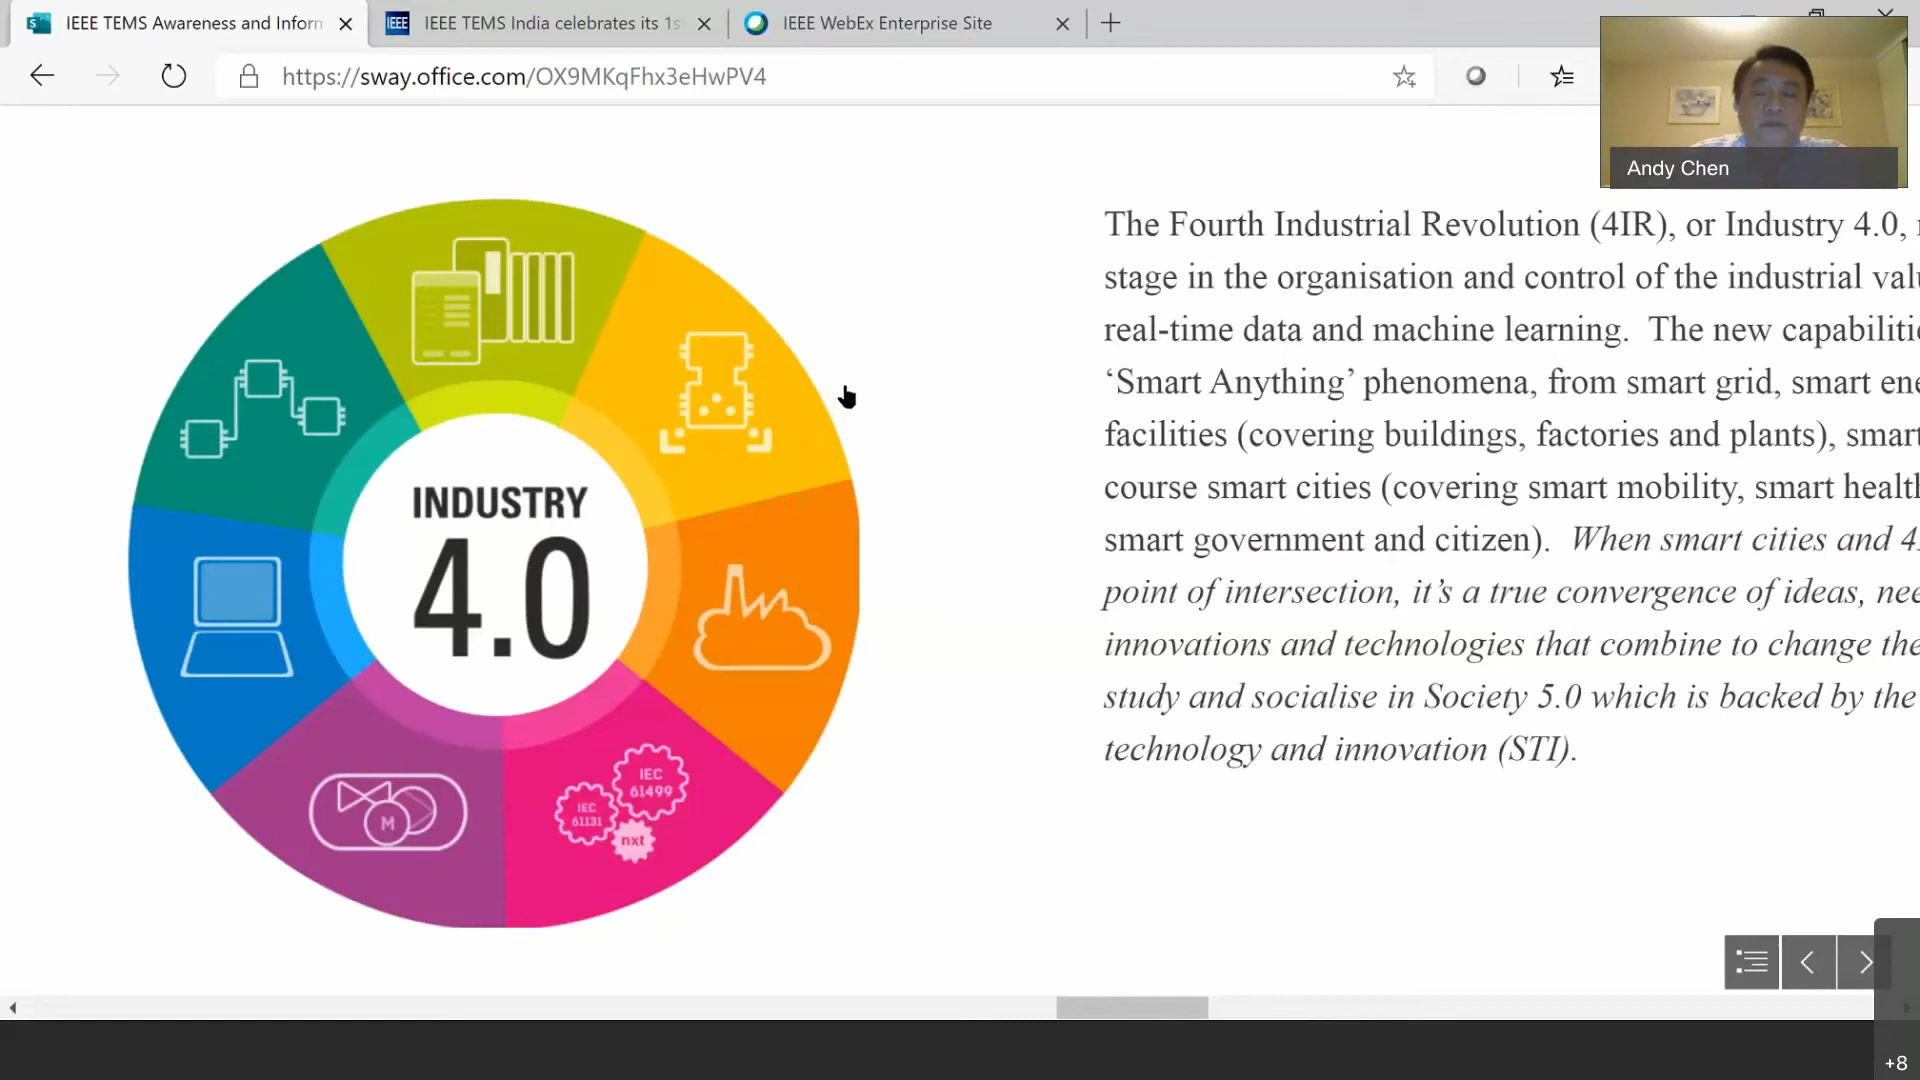 IEEE TEMS Awareness and Inform
IEEE TEMS India celebrates its 1s
IEEE WebEx Enterprise Site
https://sway.office.com/OX9MKqFhx3eHwPV4
IEEE
Andy Chen
The Fourth Industrial Revolution (4IR), or Industry 4.0,
stage in the organisation and control of the industrial val
real-time data and machine learning. The new capabiliti
‘Smart Anything’ phenomena, from smart grid, smart ene
facilities (covering buildings, factories and plants), smart
course smart cities (covering smart mobility, smart health
smart government and citizen). When smart cities and 4
point of intersection, it’s a true convergence of ideas, nee
innovations and technologies that combine to change the
study and socialise in Society 5.0 which is backed by the
technology and innovation (STI).
INDUSTRY
4.0
IEC
61499
IEC
61131
nxt
M
+8